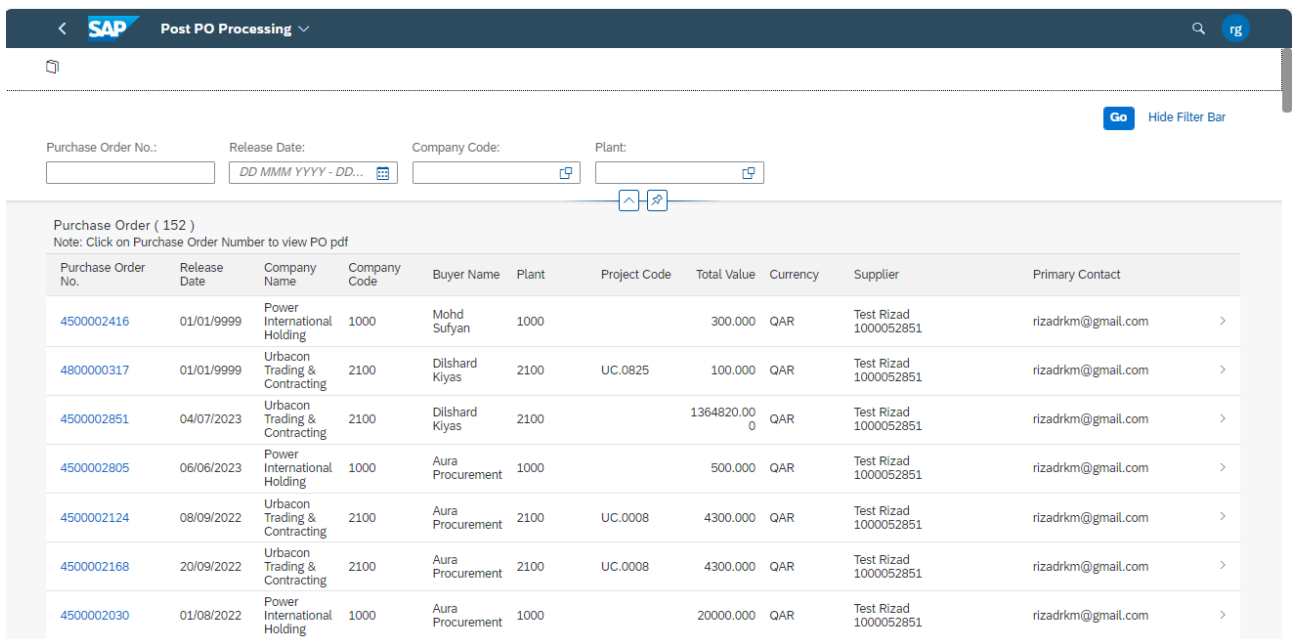 SAP Post PO Processing
rg
Go Hide Filter Bar
Purchase Order No.: Release Date: Company Code: Plant:
DD MMM YYYY - DD...
Purchase Order ( 152 )
Note: Click on Purchase Order Number to view PO pdf
Purchase Order No. Release Date Company Name Company Code Buyer Name Plant Project Code Total Value Currency Supplier Primary Contact
4500002416 01/01/9999 Power International Holding 1000 Mohd Sufyan 1000 300.000 QAR Test Rizad 1000052851 rizadrkm@gmail.com
4800000317 01/01/9999 Urbacon Trading & Contracting 2100 Dilshard Kiyas 2100 UC.0825 100.000 QAR Test Rizad 1000052851 rizadrkm@gmail.com
4500002851 04/07/2023 Urbacon Trading & Contracting 2100 Dilshard Kiyas 2100 1364820.000 QAR Test Rizad 1000052851 rizadrkm@gmail.com
4500002805 06/06/2023 Power International Holding 1000 Aura Procurement 1000 500.000 QAR Test Rizad 1000052851 rizadrkm@gmail.com
4500002124 08/09/2022 Urbacon Trading & Contracting 2100 Aura Procurement 2100 UC.0008 4300.000 QAR Test Rizad 1000052851 rizadrkm@gmail.com
4500002168 20/09/2022 Urbacon Trading & Contracting 2100 Aura Procurement 2100 UC.0008 4300.000 QAR Test Rizad 1000052851 rizadrkm@gmail.com
4500002030 01/08/2022 Power International Holding 1000 Aura Procurement 1000 20000.000 QAR Test Rizad 1000052851 rizadrkm@gmail.com